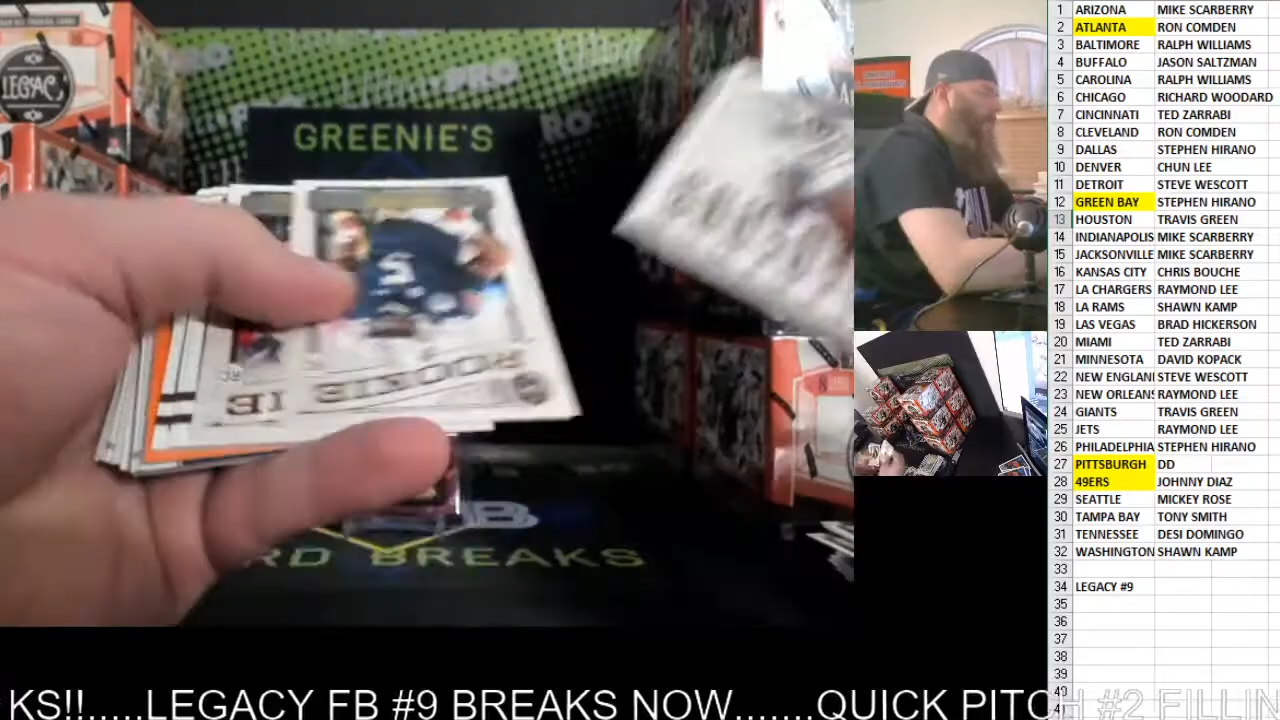 LEGACY
GREENIE'S
ROOKIE
RD BREAKS
1 ARIZONA MIKE SCARBERRY
2 ATLANTA RON COMDEN
3 BALTIMORE RALPH WILLIAMS
4 BUFFALO JASON SALTZMAN
5 CAROLINA RALPH WILLIAMS
6 CHICAGO RICHARD WOODARD
7 CINCINNATI TED ZARRABI
8 CLEVELAND RON COMDEN
9 DALLAS STEPHEN HIRANO
10 DENVER CHUN LEE
11 DETROIT STEVE WESCOTT
12 GREEN BAY STEPHEN HIRANO
13 HOUSTON TRAVIS GREEN
14 INDIANAPOLIS MIKE SCARBERRY
15 JACKSONVILLE MIKE SCARBERRY
16 KANSAS CITY CHRIS BOUCHE
17 LA CHARGERS RAYMOND LEE
18 LA RAMS SHAWN KAMP
19 LAS VEGAS BRAD HICKERSON
20 MIAMI TED ZARRABI
21 MINNESOTA DAVID KOPACK
22 NEW ENGLAN STEVE WESCOTT
23 NEW ORLEAN RAYMOND LEE
24 GIANTS TRAVIS GREEN
25 JETS RAYMOND LEE
26 PHILADELPHIA STEPHEN HIRANO
27 PITTSBURGH DD
28 49ERS JOHNNY DIAZ
29 SEATTLE MICKEY ROSE
30 TAMPA BAY TONY SMITH
31 TENNESSEE DESI DOMINGO
32 WASHINGTON SHAWN KAMP
33
34 LEGACY #9
35
36
37
38
39
40
41
KS!!.....LEGACY FB #9 BREAKS NOW.......QUICK PITCH #2 FILLIN